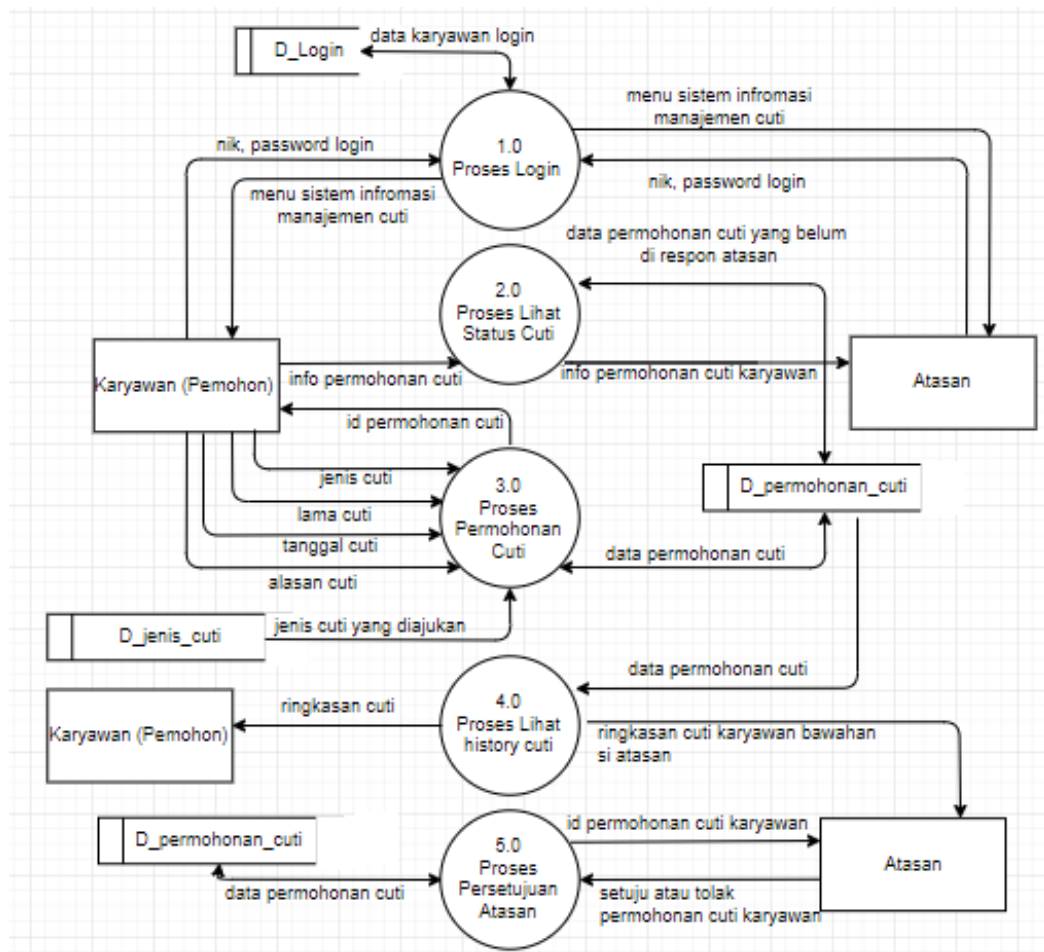 D_Login
data karyawan login
menu sistem infromasi
manajemen cuti
1.0
Proses Login
nik, password login
nik, password login
menu sistem infromasi
manajemen cuti
data permohonan cuti yang belum
di respon atasan
2.0
Proses Lihat
Status Cuti
Karyawan (Pemohon)
info permohonan cuti
info permohonan cuti karyawan
Atasan
id permohonan cuti
jenis cuti
lama cuti
tanggal cuti
alasan cuti
3.0
Proses
Permohonan
Cuti
D_permohonan_cuti
data permohonan cuti
D_jenis_cuti
jenis cuti yang diajukan
data permohonan cuti
Karyawan (Pemohon)
ringkasan cuti
4.0
Proses Lihat
history cuti
ringkasan cuti karyawan bawahan
si atasan
D_permohonan_cuti
data permohonan cuti
5.0
Proses
Persetujuan
Atasan
id permohonan cuti karyawan
setuju atau tolak
permohonan cuti karyawan
Atasan